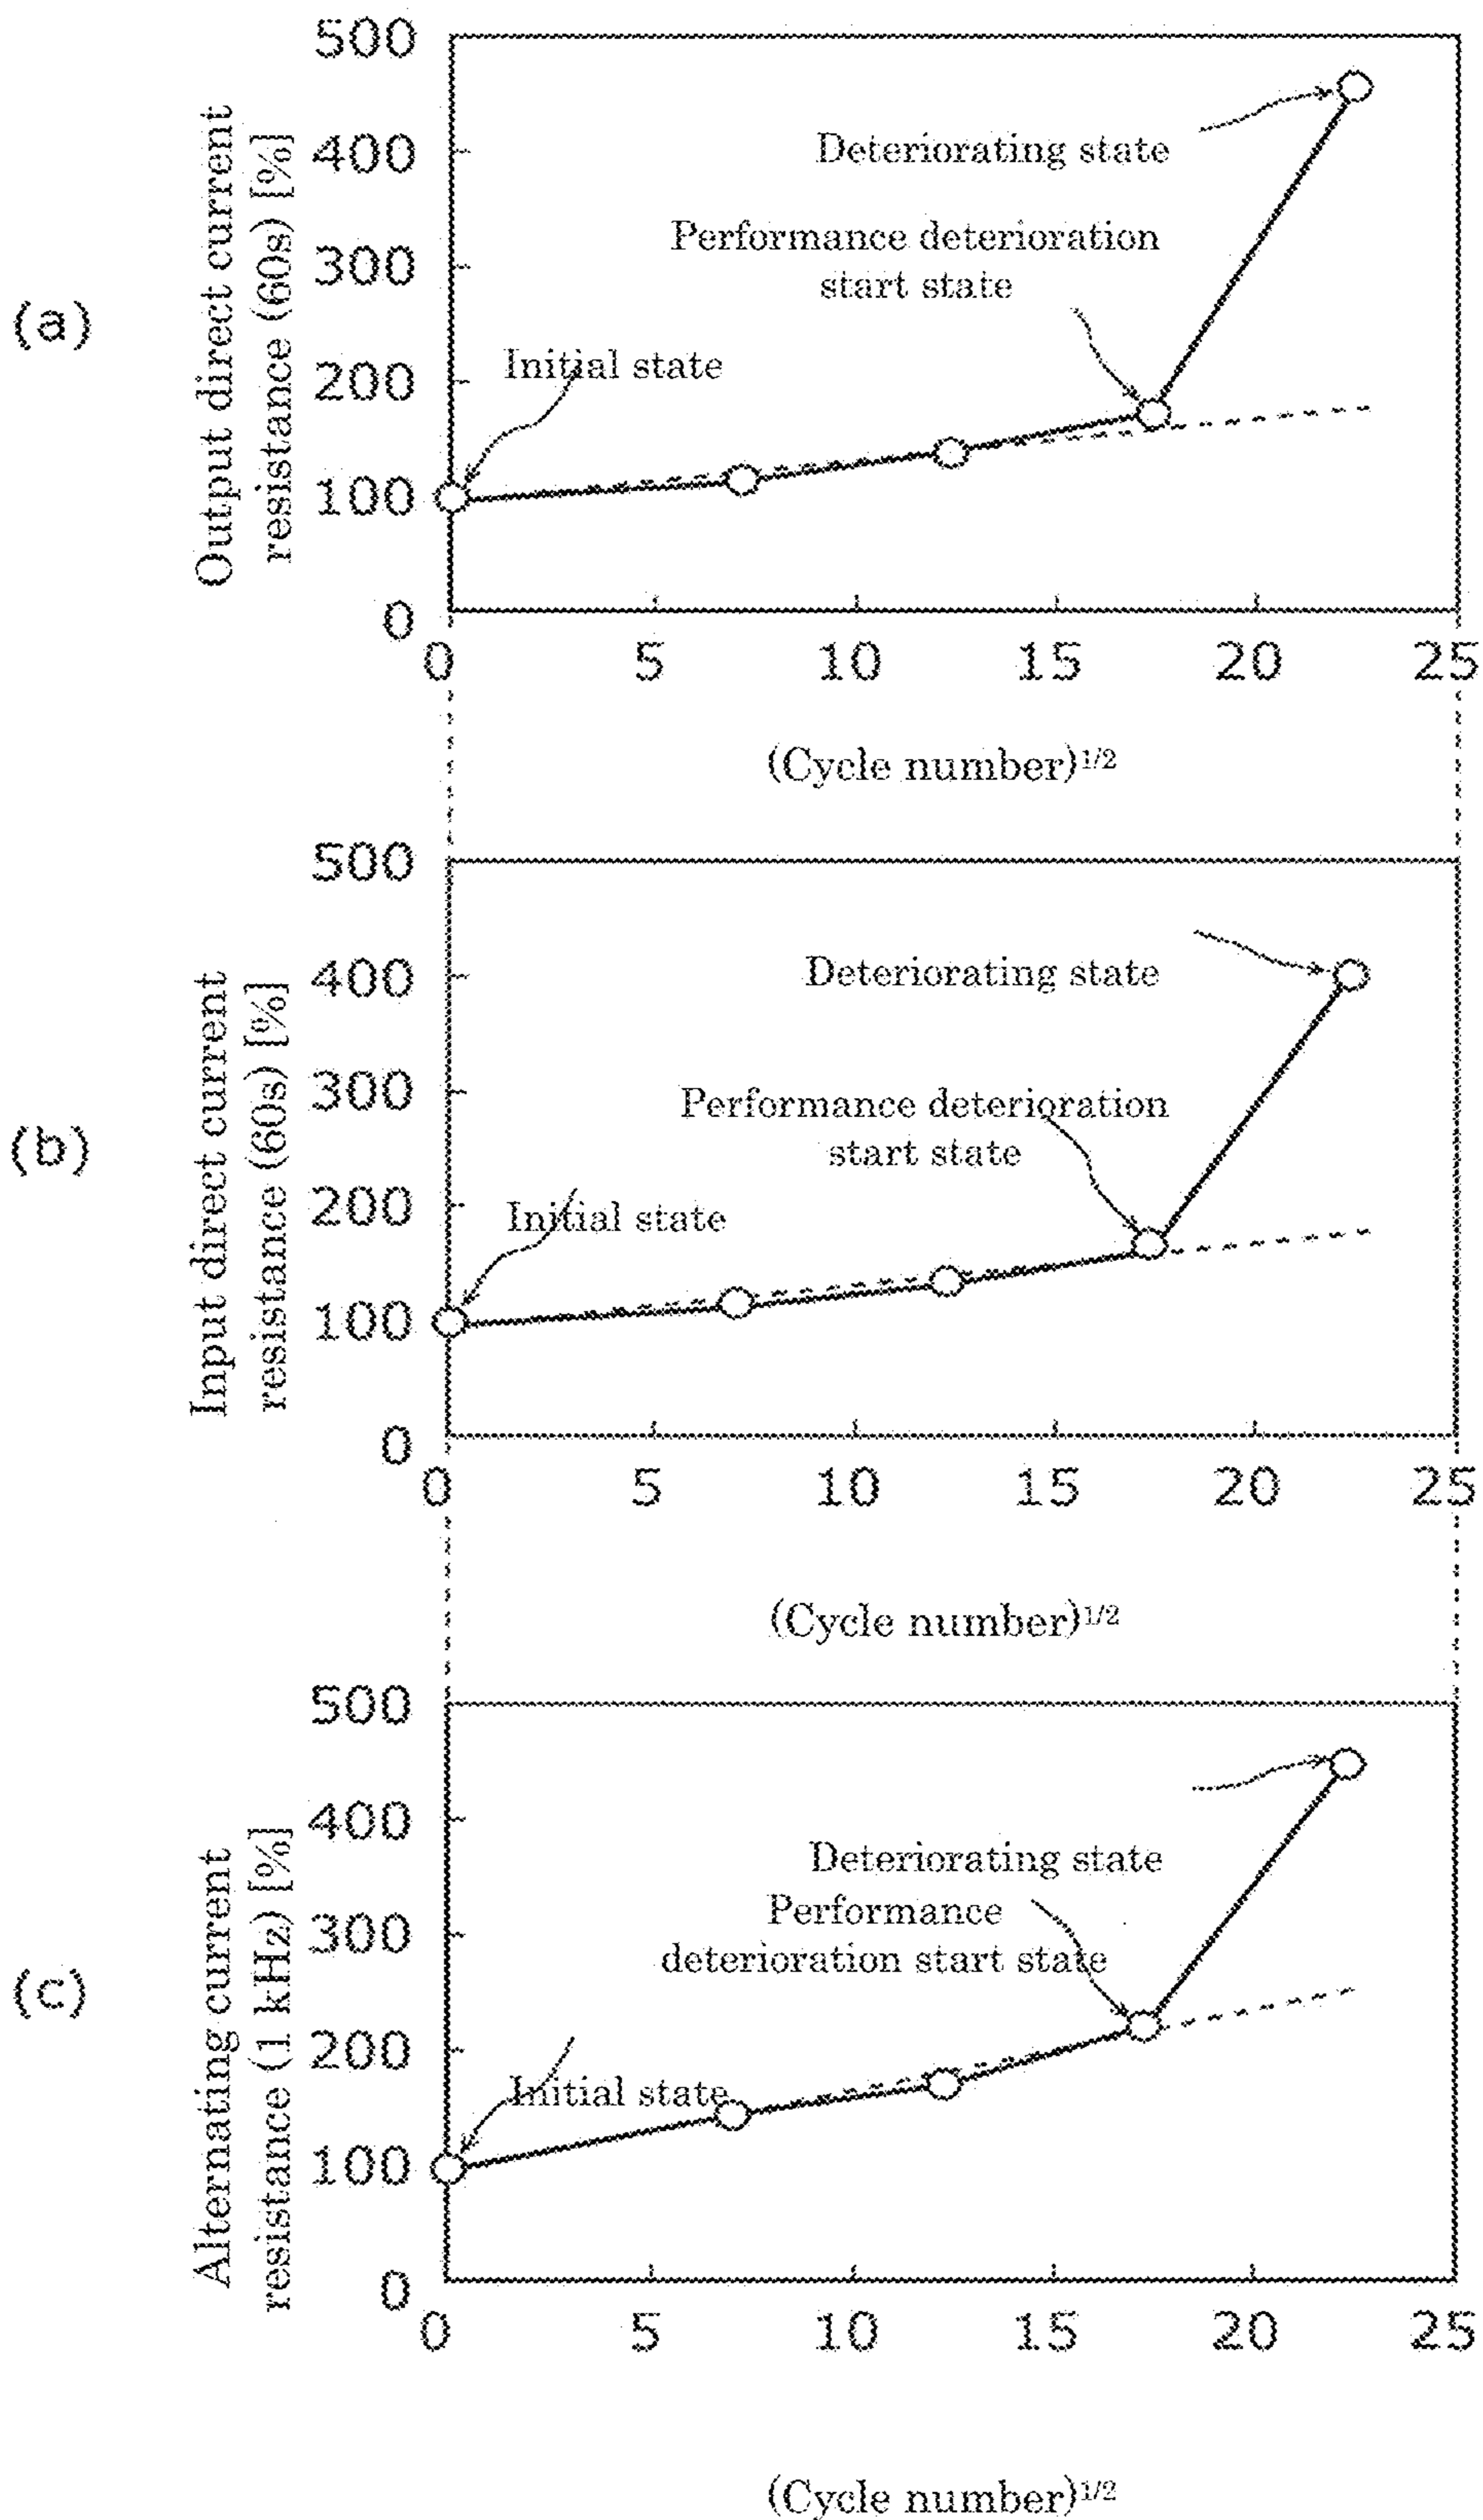 (a)
Output direct current
resistance (60s) [%]
500
400
300
200
100
0
Deteriorating state
Performance deterioration
start state
Initial state
0 5 10 15 20 25
(Cycle number)1/2
(b)
Input direct current
resistance (60s) [%]
500
400
300
200
100
0
Deteriorating state
Performance deterioration
start state
Initial state
0 5 10 15 20 25
(Cycle number)1/2
(c)
Alternating current
resistance (1 kHz) [%]
500
400
300
200
100
0
Deteriorating state
Performance
deterioration start state
Initial state
0 5 10 15 20 25
(Cycle number)1/2